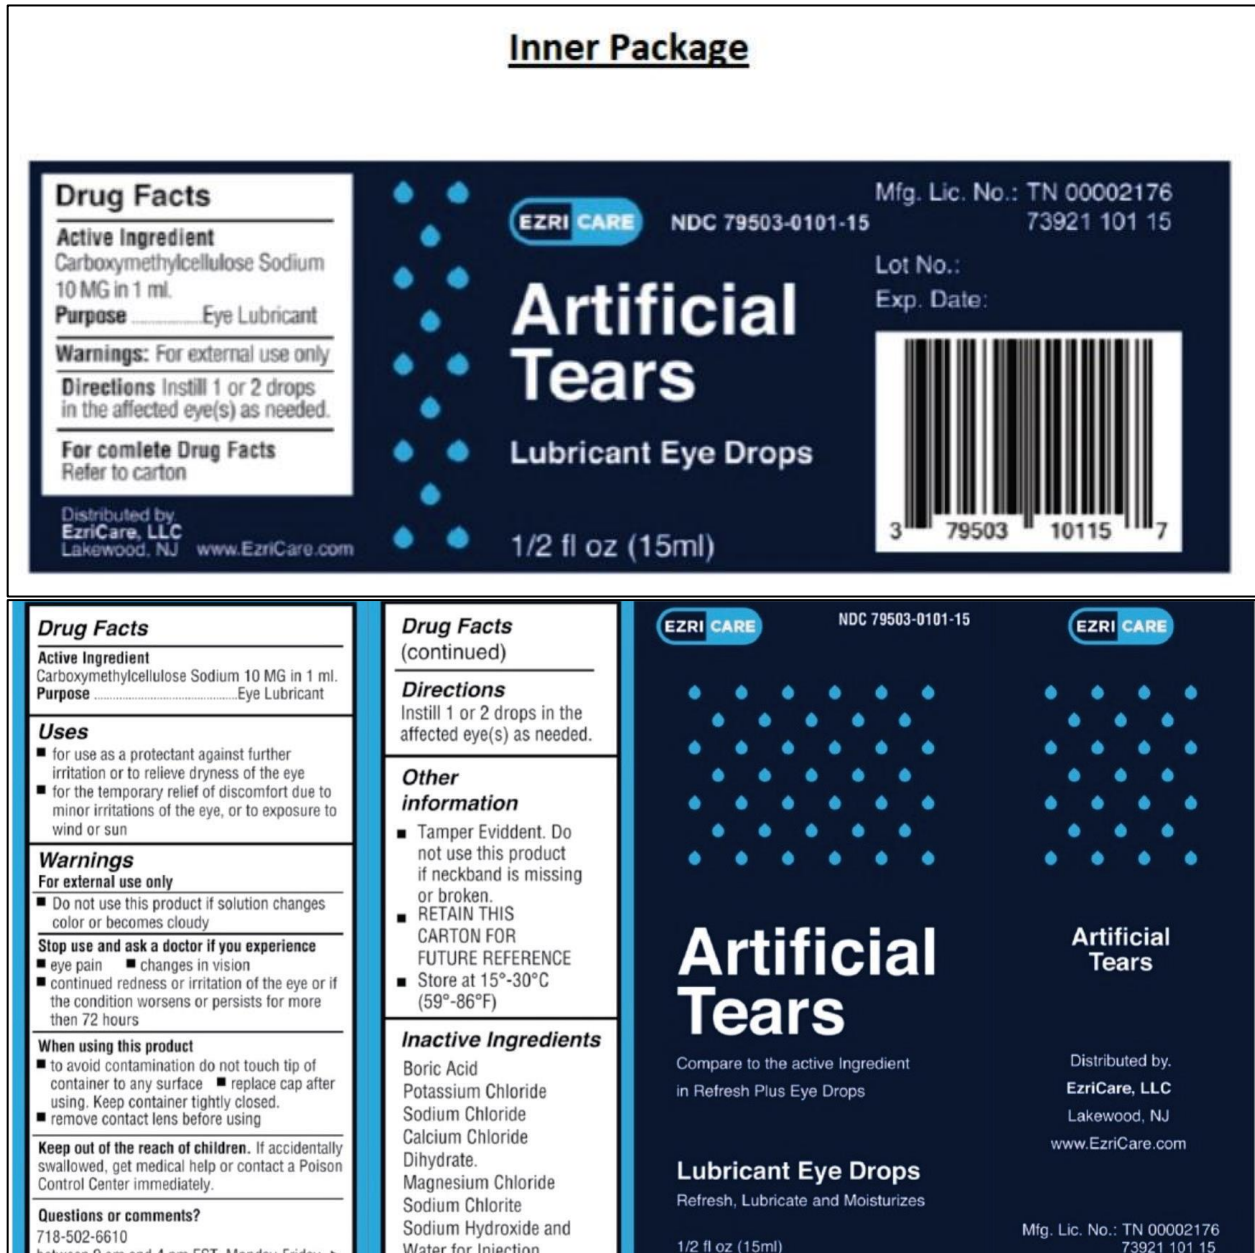 Inner Package
Drug Facts
Active Ingredient
Carboxymethylcellulose Sodium
10 MG in 1 ml.
Purpose ................Eye Lubricant
Warnings: For external use only
Directions Instill 1 or 2 drops
in the affected eye(s) as needed.
For comlete Drug Facts
Refer to carton
Distributed by
EzriCare, LLC
Lakewood, NJ www.EzriCare.com
EZRI CARE NDC 79503-0101-15
Artificial
Tears
Lubricant Eye Drops
1/2 fl oz (15ml)
Mfg. Lic. No.: TN 00002176
73921 101 15
Lot No.:
Exp. Date:
3 79503 10115 7
Drug Facts
Active Ingredient
Carboxymethylcellulose Sodium 10 MG in 1 ml.
Purpose ..........................................Eye Lubricant
Uses
■ for use as a protectant against further
irritation or to relieve dryness of the eye
■ for the temporary relief of discomfort due to
minor irritations of the eye, or to exposure to
wind or sun
Warnings
For external use only
■ Do not use this product if solution changes
color or becomes cloudy
Stop use and ask a doctor if you experience
■ eye pain ■ changes in vision
■ continued redness or irritation of the eye or if
the condition worsens or persists for more
then 72 hours
When using this product
■ to avoid contamination do not touch tip of
container to any surface ■ replace cap after
using. Keep container tightly closed.
■ remove contact lens before using
Keep out of the reach of children. If accidentally
swallowed, get medical help or contact a Poison
Control Center immediately.
Questions or comments?
718-502-6610
between 9 am and 4 pm EST, Monday-Friday
Drug Facts
(continued)
Directions
Instill 1 or 2 drops in the
affected eye(s) as needed.
Other
information
■ Tamper Eviddent. Do
not use this product
if neckband is missing
or broken.
■ RETAIN THIS
CARTON FOR
FUTURE REFERENCE
■ Store at 15°-30°C
(59°-86°F)
Inactive Ingredients
Boric Acid
Potassium Chloride
Sodium Chloride
Calcium Chloride
Dihydrate.
Magnesium Chloride
Sodium Chlorite
Sodium Hydroxide and
Water for Injection
EZRI CARE NDC 79503-0101-15
Artificial
Tears
Compare to the active Ingredient
in Refresh Plus Eye Drops
Lubricant Eye Drops
Refresh, Lubricate and Moisturizes
1/2 fl oz (15ml)
EZRI CARE
Artificial
Tears
Distributed by.
EzriCare, LLC
Lakewood, NJ
www.EzriCare.com
Mfg. Lic. No.: TN 00002176
73921 101 15